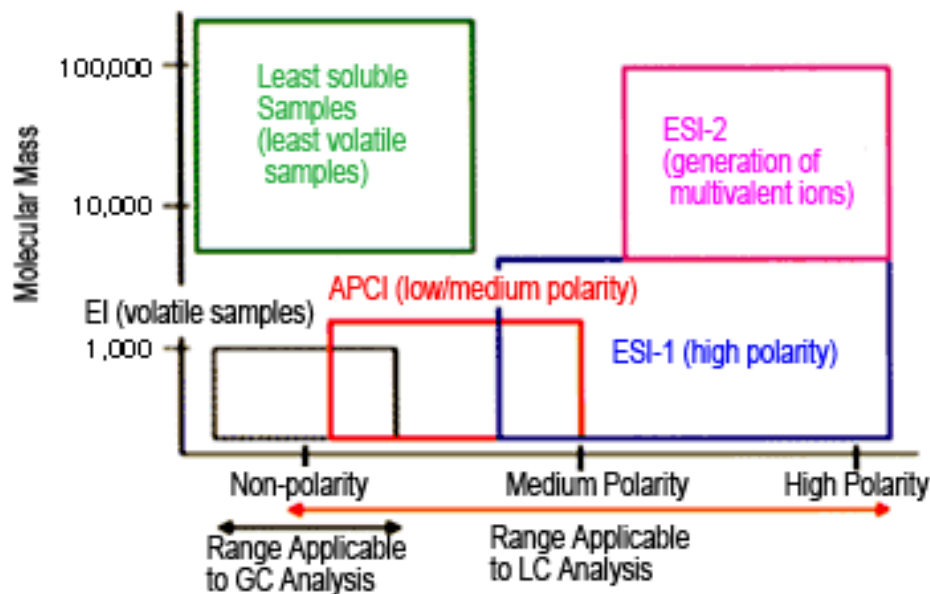 Molecular Mass
100,000
10,000
1,000
Least soluble
Samples
(least volatile
samples)
ESI-2
(generation of
multivalent ions)
APCI (low/medium polarity)
EI (volatile samples)
ESI-1 (high polarity)
Non-polarity
Medium Polarity
High Polarity
Range Applicable
to GC Analysis
Range Applicable
to LC Analysis